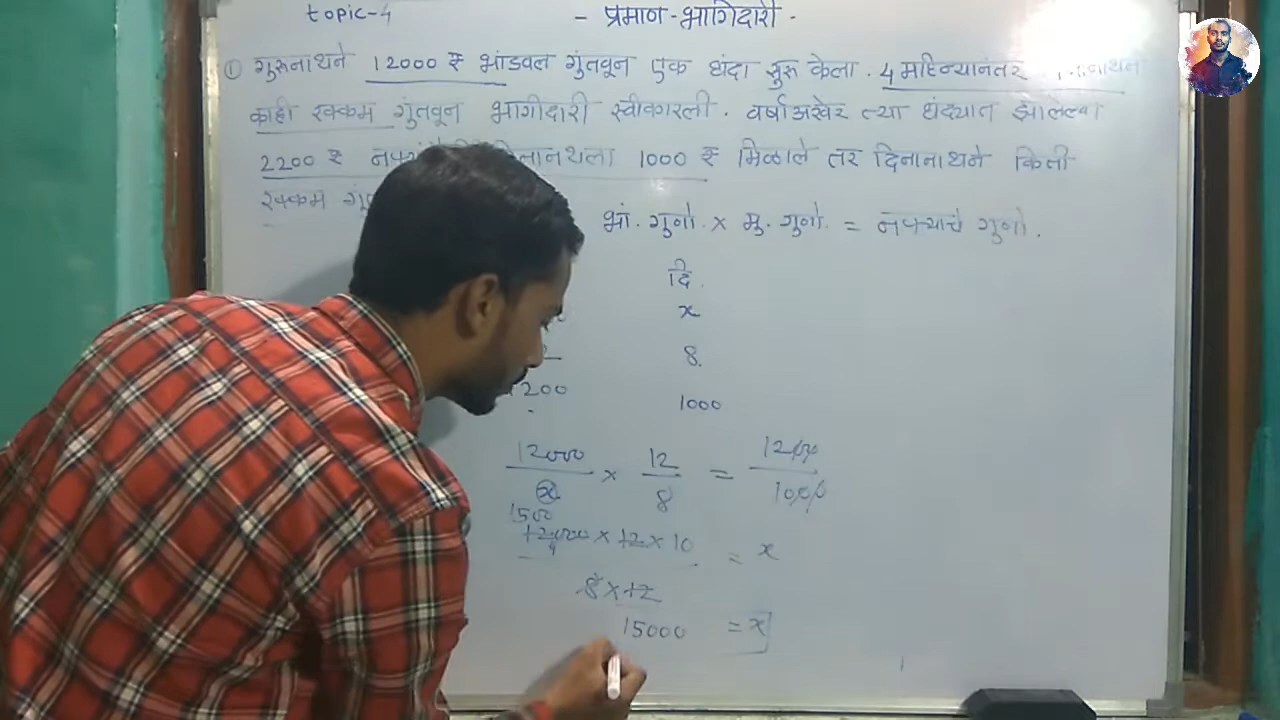 topic-4
- प्रमाण - भागिदारी -
① गुरुनाथने 12000 ₹ भांडवल गुंतवून एक धंदा सुरू केला. 4 महिन्यानंतर
काही रक्कम गुंतवून भागीदारी स्वीकारली. वर्षाअखेर त्या धंद्यात झालेल्या
2200 ₹ 1000 ₹ मिळाले तर दिनानाथने किती
रक्कम
भां. गुणो. × मु. गुणो. = नफ्याचे गुणो.
दि.
x
8.
200 1000
12000 / x × 12 / 8 = 1200 / 1000
1500
12000 × 12 × 10 = x
8 × 12
15000 = x